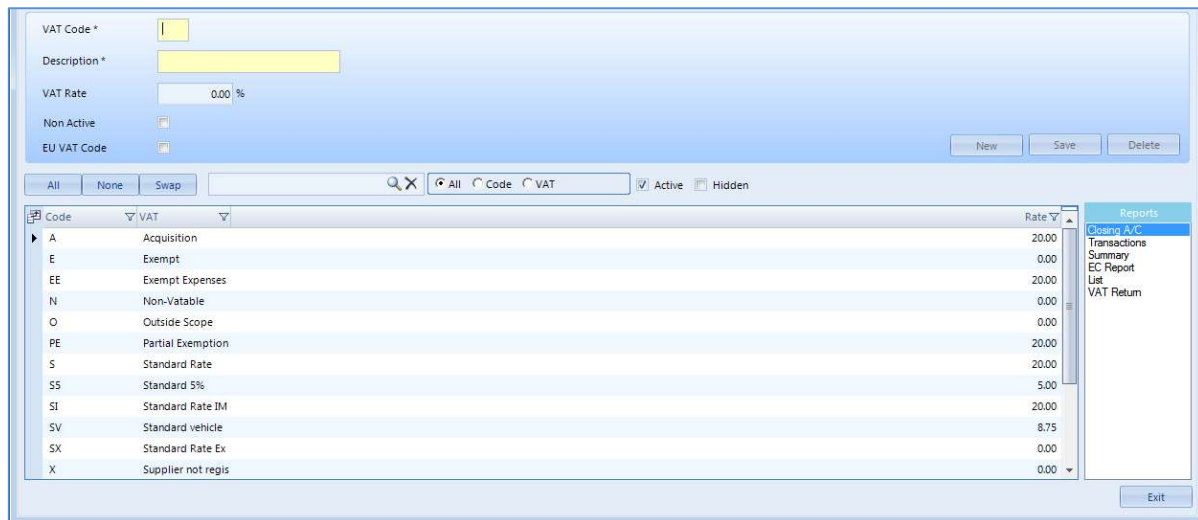 VAT Code *
Description *
VAT Rate 0.00 %
Non Active
EU VAT Code
New Save Delete
All None Swap All Code VAT Active Hidden
Code VAT Rate
A Acquisition 20.00
E Exempt 0.00
EE Exempt Expenses 20.00
N Non-Vatable 0.00
O Outside Scope 0.00
PE Partial Exemption 20.00
S Standard Rate 20.00
S5 Standard 5% 5.00
SI Standard Rate IM 20.00
SV Standard vehicle 8.75
SX Standard Rate Ex 0.00
X Supplier not regis 0.00
Reports
Closing A/C
Transactions
Summary
EC Report
List
VAT Return
Exit